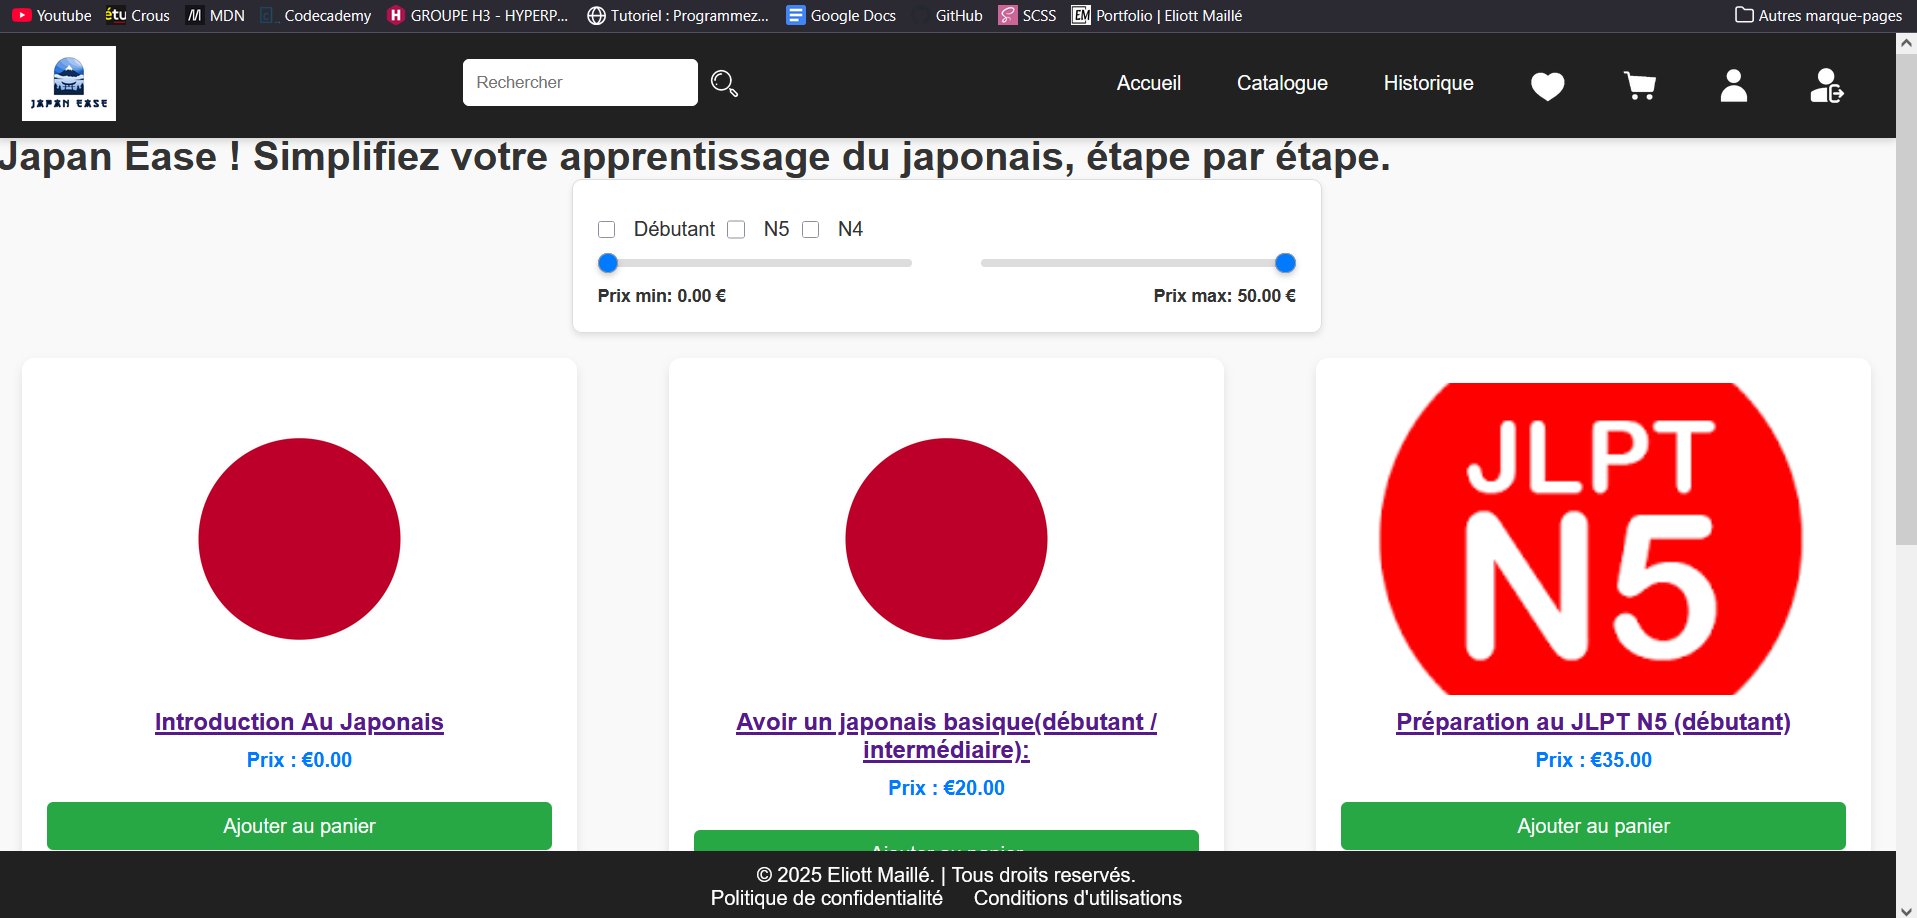 Youtube
étu Crous
M MDN
Codecademy
H GROUPE H3 - HYPERP...
Tutoriel : Programmez...
Google Docs
GitHub
SCSS
EM Portfolio | Eliott Maillé
Autres marque-pages
JAPAN EASE
Rechercher
Accueil
Catalogue
Historique
Japan Ease ! Simplifiez votre apprentissage du japonais, étape par étape.
Débutant
N5
N4
Prix min: 0.00 €
Prix max: 50.00 €
JLPT
N5
Introduction Au Japonais
Prix : €0.00
Ajouter au panier
Avoir un japonais basique(débutant /
intermédiaire):
Prix : €20.00
Ajouter au panier
Préparation au JLPT N5 (débutant)
Prix : €35.00
Ajouter au panier
© 2025 Eliott Maillé. | Tous droits reservés.
Politique de confidentialité
Conditions d'utilisations